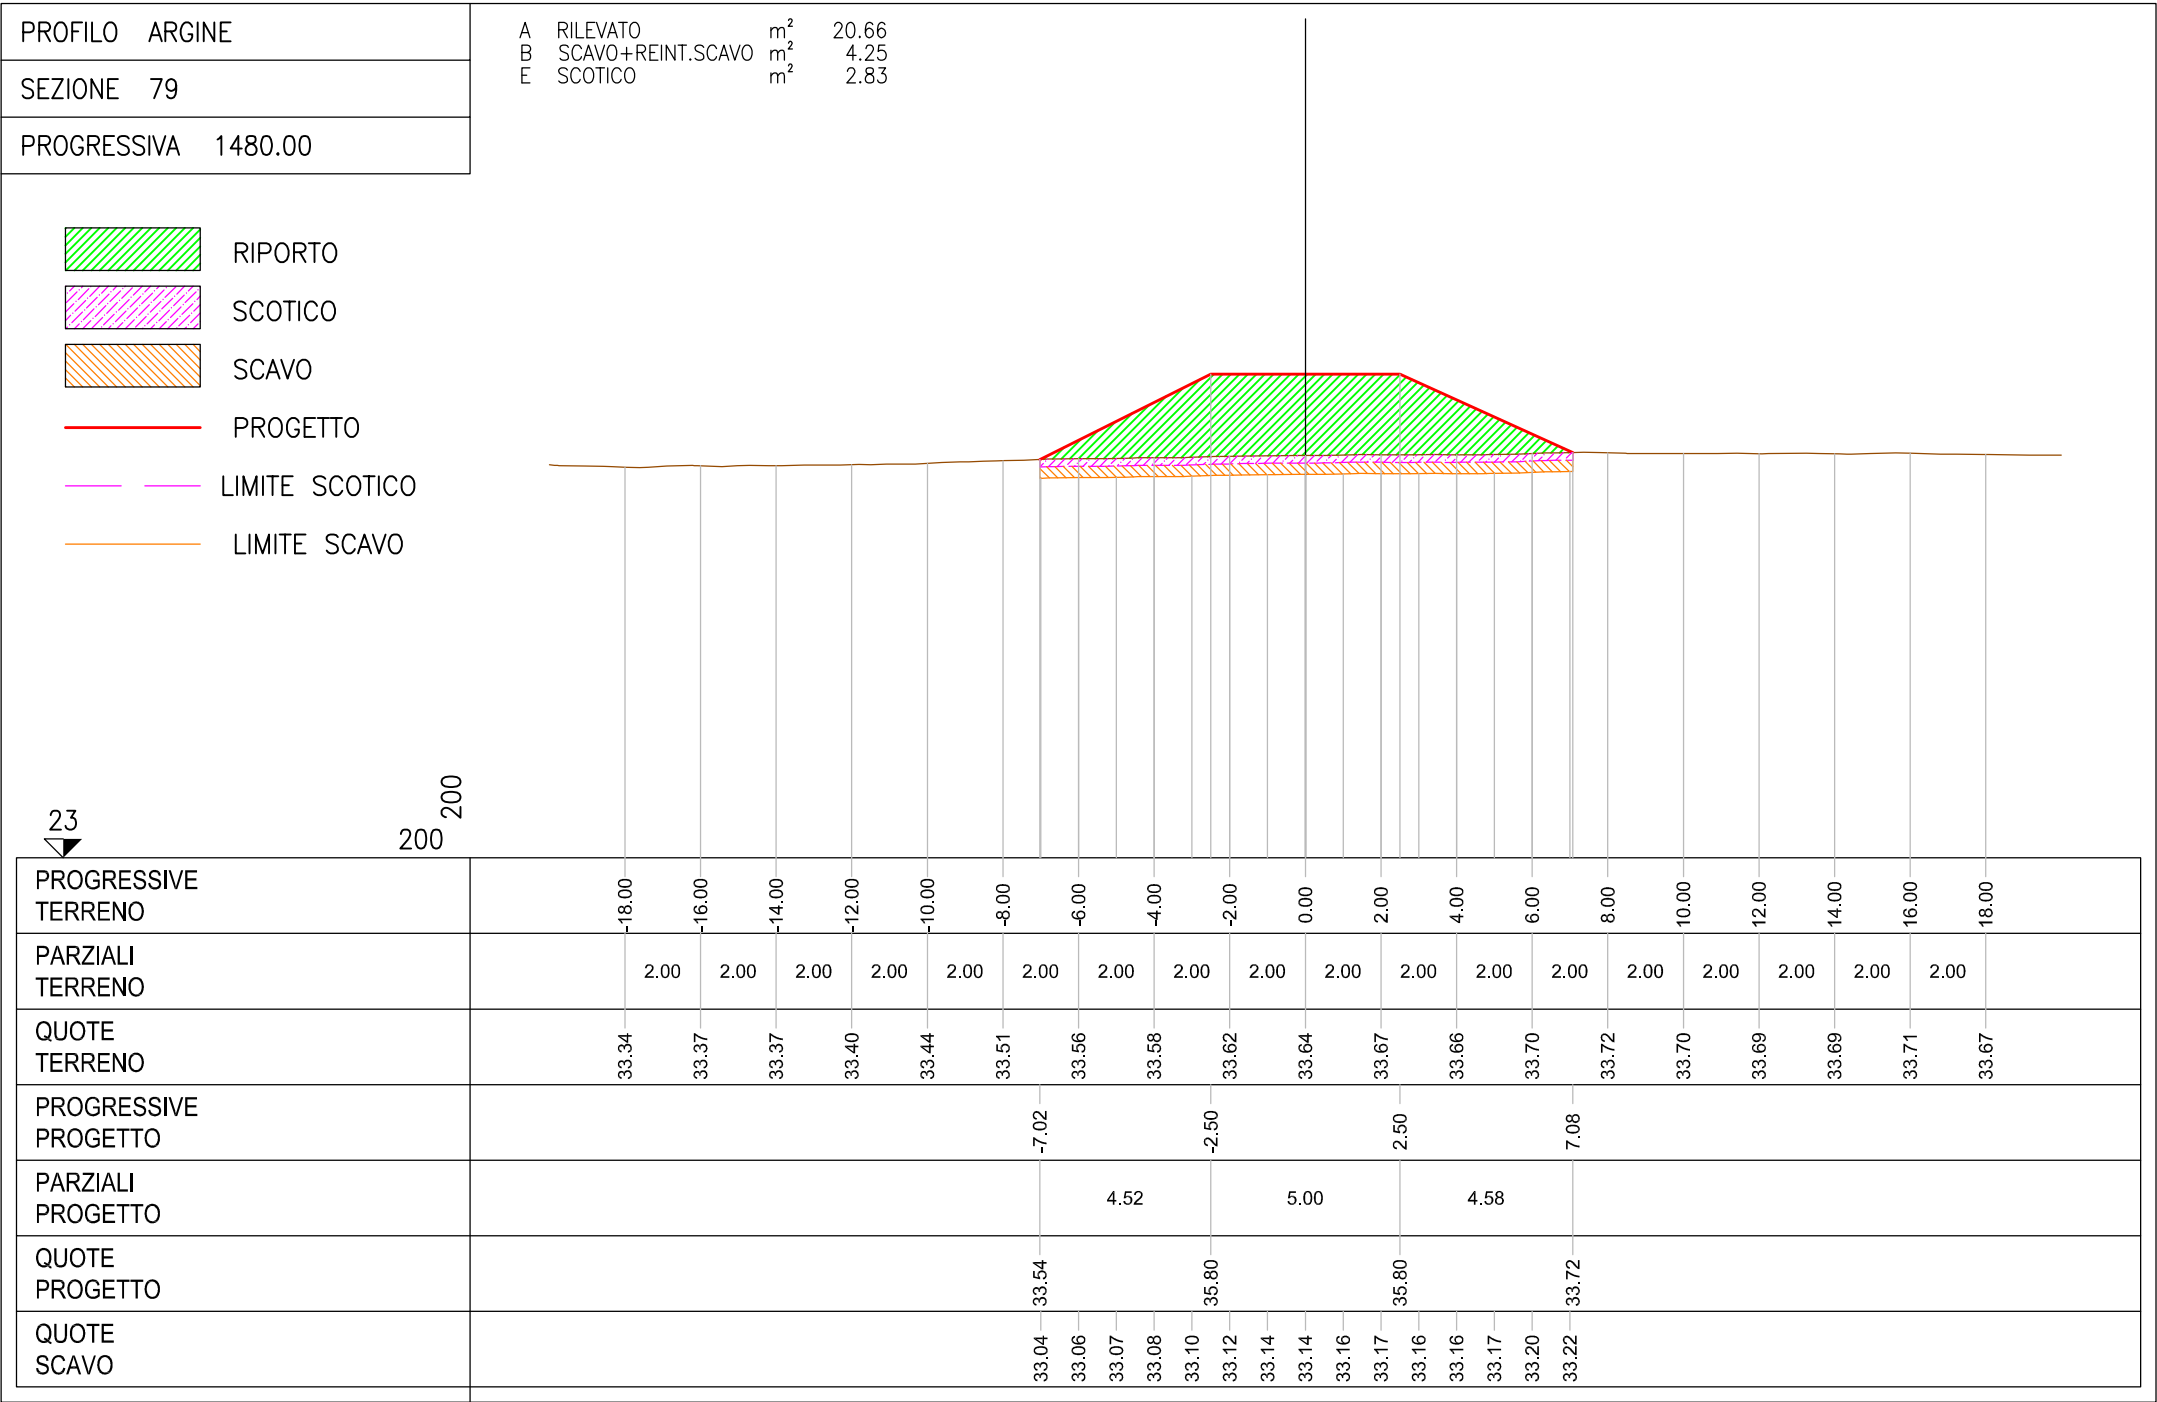 PROFILO ARGINE
SEZIONE 79
PROGRESSIVA 1480.00
A RILEVATO m² 20.66
B SCAVO+REINT.SCAVO m² 4.25
E SCOTICO m² 2.83
RIPORTO
SCOTICO
SCAVO
PROGETTO
LIMITE SCOTICO
LIMITE SCAVO
23
200
200
PROGRESSIVE
TERRENO
-18.00 -16.00 -14.00 -12.00 -10.00 -8.00 -6.00 -4.00 -2.00 0.00 2.00 4.00 6.00 8.00 10.00 12.00 14.00 16.00 18.00
PARZIALI
TERRENO
2.00 2.00 2.00 2.00 2.00 2.00 2.00 2.00 2.00 2.00 2.00 2.00 2.00 2.00 2.00 2.00 2.00 2.00
QUOTE
TERRENO
33.34 33.37 33.37 33.40 33.44 33.51 33.56 33.58 33.62 33.64 33.67 33.66 33.70 33.72 33.70 33.69 33.69 33.71 33.67
PROGRESSIVE
PROGETTO
-7.02 -2.50 2.50 7.08
PARZIALI
PROGETTO
4.52 5.00 4.58
QUOTE
PROGETTO
33.54 35.80 35.80 33.72
QUOTE
SCAVO
33.04 33.06 33.07 33.08 33.10 33.12 33.14 33.14 33.16 33.17 33.16 33.16 33.17 33.20 33.22